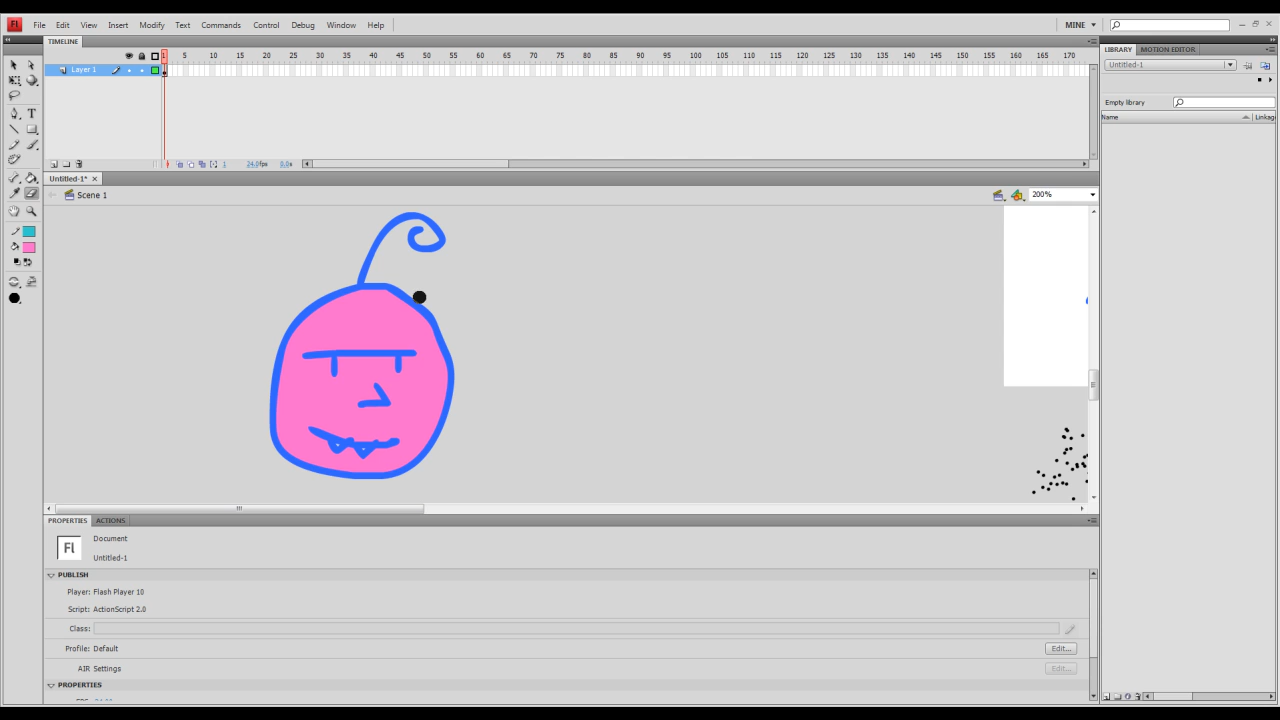 Fl File Edit View Insert Modify Text Commands Control Debug Window Help MINE
TIMELINE
1 5 10 15 20 25 30 35 40 45 50 55 60 65 70 75 80 85 90 95 100 105 110 115 120 125 130 135 140 145 150 155 160 165 170
Layer 1
1 24.0fps 0.0s
Untitled-1*
Scene 1
200%
LIBRARY MOTION EDITOR
Untitled-1
Empty library
Name Linkag
PROPERTIES ACTIONS
Fl
Document
Untitled-1
PUBLISH
Player: Flash Player 10
Script: ActionScript 2.0
Class:
Profile: Default Edit...
AIR Settings Edit...
PROPERTIES